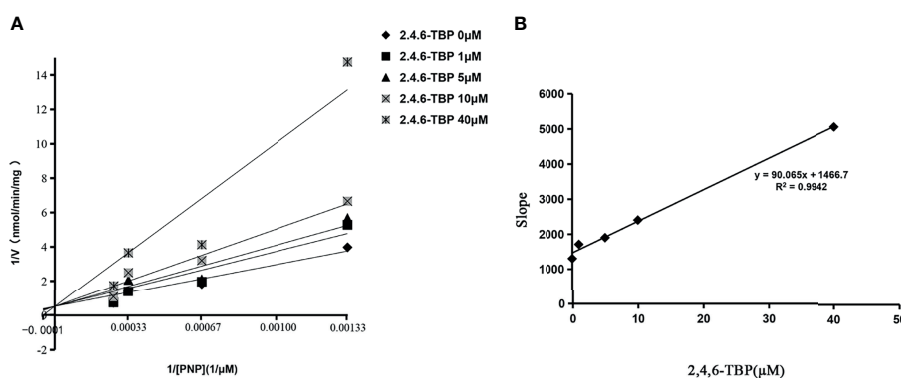 A
B
2.4.6-TBP 0μM
2.4.6-TBP 1μM
2.4.6-TBP 5μM
2.4.6-TBP 10μM
2.4.6-TBP 40μM
14
12
10
8
6
4
2
0
-2
1/V (nmol/min/mg)
-0.0001
0.00033
0.00067
0.00100
0.00133
1/[PNP](1/μM)
6000
5000
4000
3000
2000
1000
0
Slope
y = 90.065x + 1466.7
R² = 0.9942
0
10
20
30
40
50
2,4,6-TBP(μM)